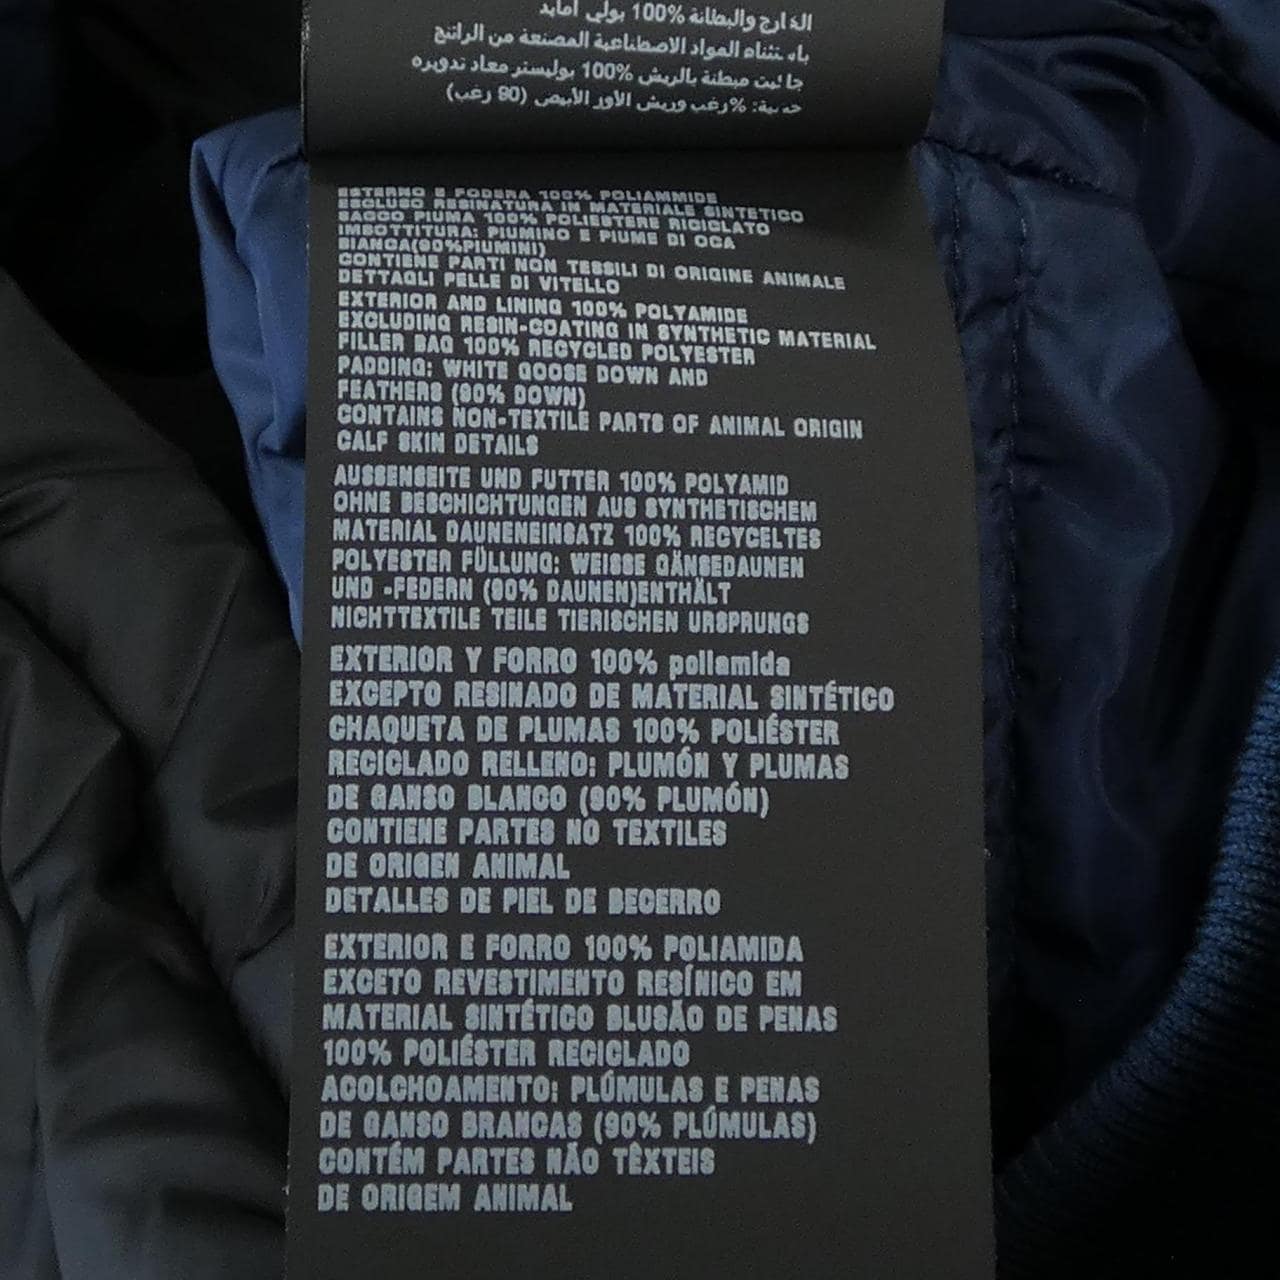 الخارج والبطانة 100% بولي أمايد
باستثناء المواد الاصطناعية المصنعة من الراتنج
مبطنة بالريش 100% بوليستر معاد تدويره
%رغب وريش الأوز الأبيض (90 رغب)
ESTERNO E FODERA 100% POLIAMMIDE
ESCLUSO RESINATURA IN MATERIALE SINTETICO
SACCO PIUMA 100% POLIESTERE RICICLATO
IMBOTTITURA: PIUMINO E PIUME DI OCA
BIANCA(90%PIUMINI)
CONTIENE PARTI NON TESSILI DI ORIGINE ANIMALE
DETTAGLI PELLE DI VITELLO
EXTERIOR AND LINING 100% POLYAMIDE
EXCLUDING RESIN-COATING IN SYNTHETIC MATERIAL
FILLER BAG 100% RECYCLED POLYESTER
PADDING: WHITE GOOSE DOWN AND
FEATHERS (90% DOWN)
CONTAINS NON-TEXTILE PARTS OF ANIMAL ORIGIN
CALF SKIN DETAILS
AUSSENSEITE UND FUTTER 100% POLYAMID
OHNE BESCHICHTUNGEN AUS SYNTHETISCHEM
MATERIAL DAUNENEINSATZ 100% RECYCELTES
POLYESTER FÜLLUNG: WEISSE GÄNSEDAUNEN
UND -FEDERN (90% DAUNEN)ENTHÄLT
NICHTTEXTILE TEILE TIERISCHEN URSPRUNGS
EXTERIOR Y FORRO 100% poliamida
EXCEPTO RESINADO DE MATERIAL SINTÉTICO
CHAQUETA DE PLUMAS 100% POLIÉSTER
RECICLADO RELLENO: PLUMÓN Y PLUMAS
DE GANSO BLANCO (90% PLUMÓN)
CONTIENE PARTES NO TEXTILES
DE ORIGEN ANIMAL
DETALLES DE PIEL DE BECERRO
EXTERIOR E FORRO 100% POLIAMIDA
EXCETO REVESTIMENTO RESÍNICO EM
MATERIAL SINTÉTICO BLUSÃO DE PENAS
100% POLIÉSTER RECICLADO
ACOLCHOAMENTO: PLÚMULAS E PENAS
DE GANSO BRANCAS (90% PLÚMULAS)
CONTÉM PARTES NÃO TÊXTEIS
DE ORIGEM ANIMAL